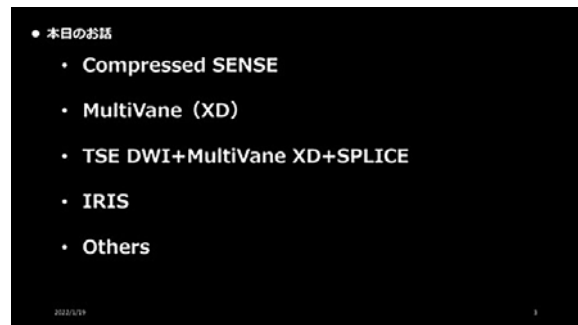 ● 本日のお話
・ Compressed SENSE
・ MultiVane（XD）
・ TSE DWI+MultiVane XD+SPLICE
・ IRIS
・ Others
2022/1/19
3